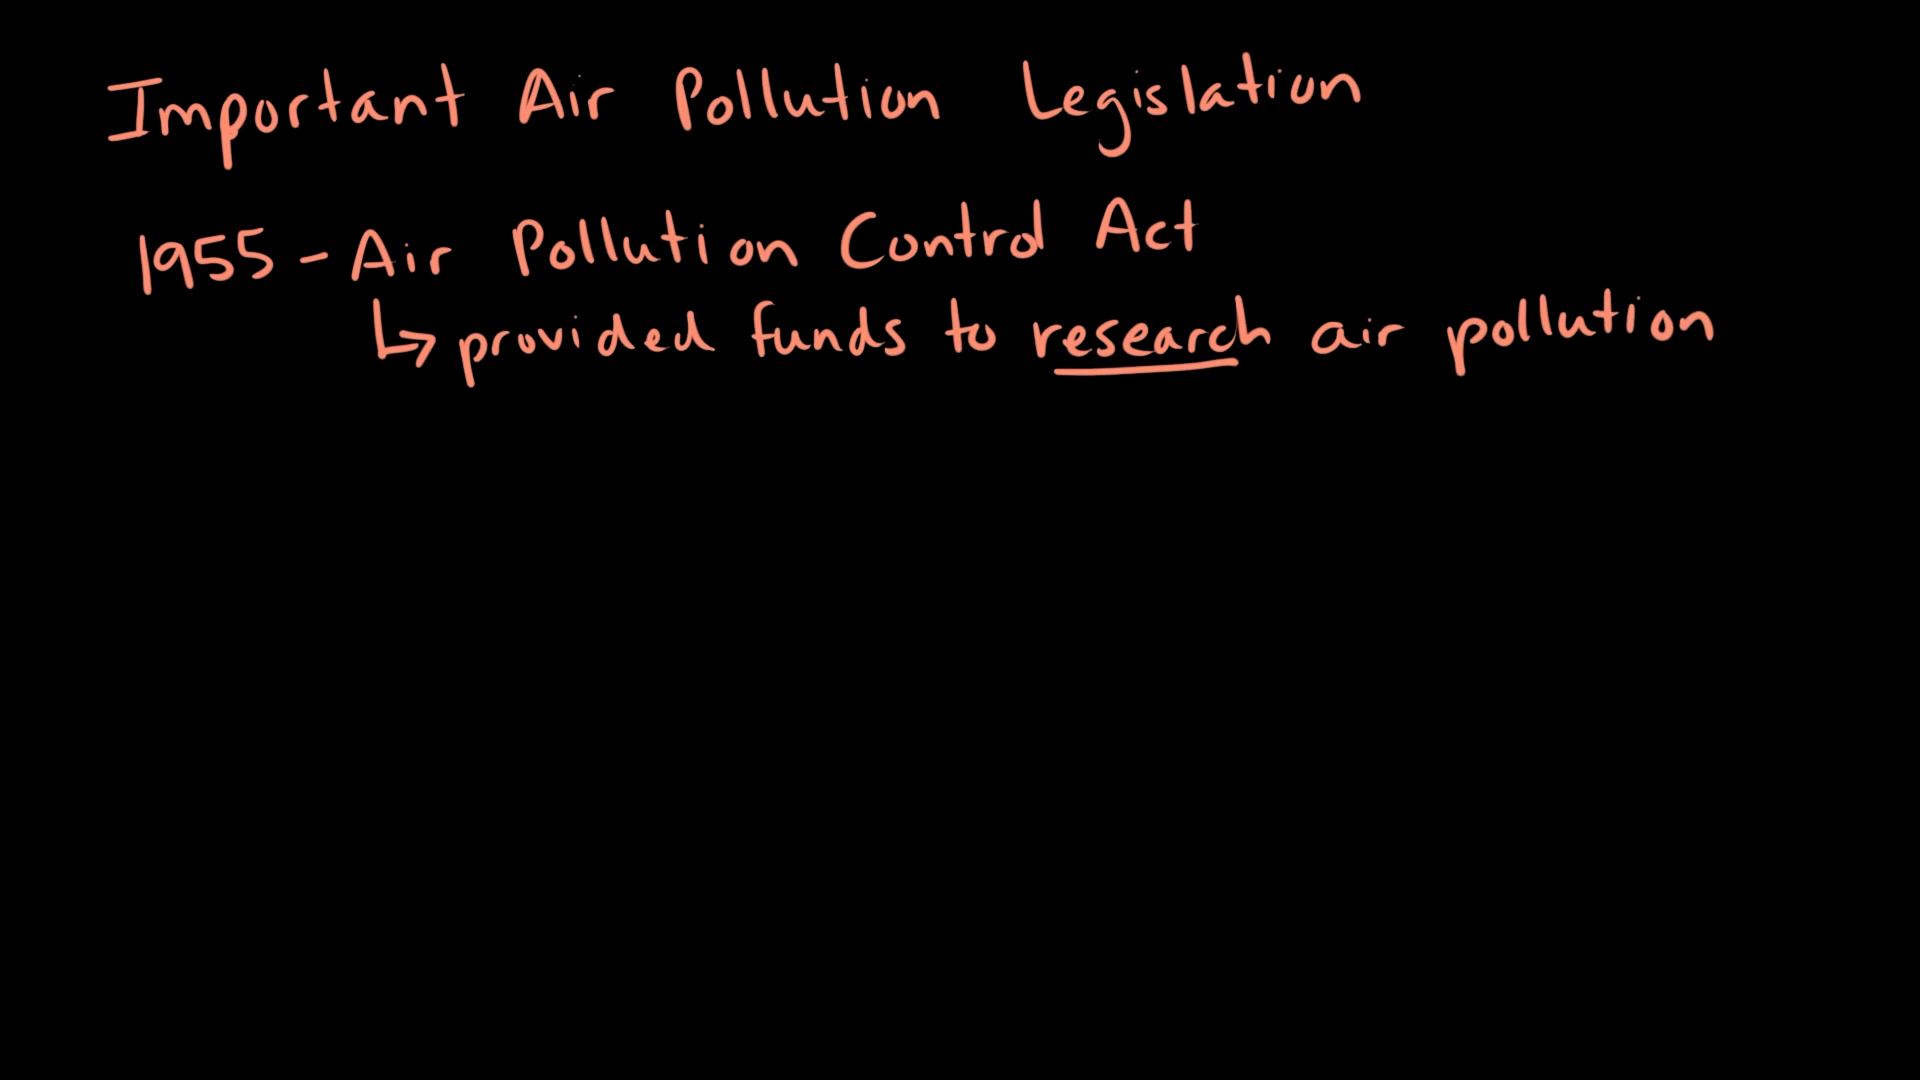 Important Air Pollution Legislation
1955 - Air Pollution Control Act
↳ provided funds to research air pollution